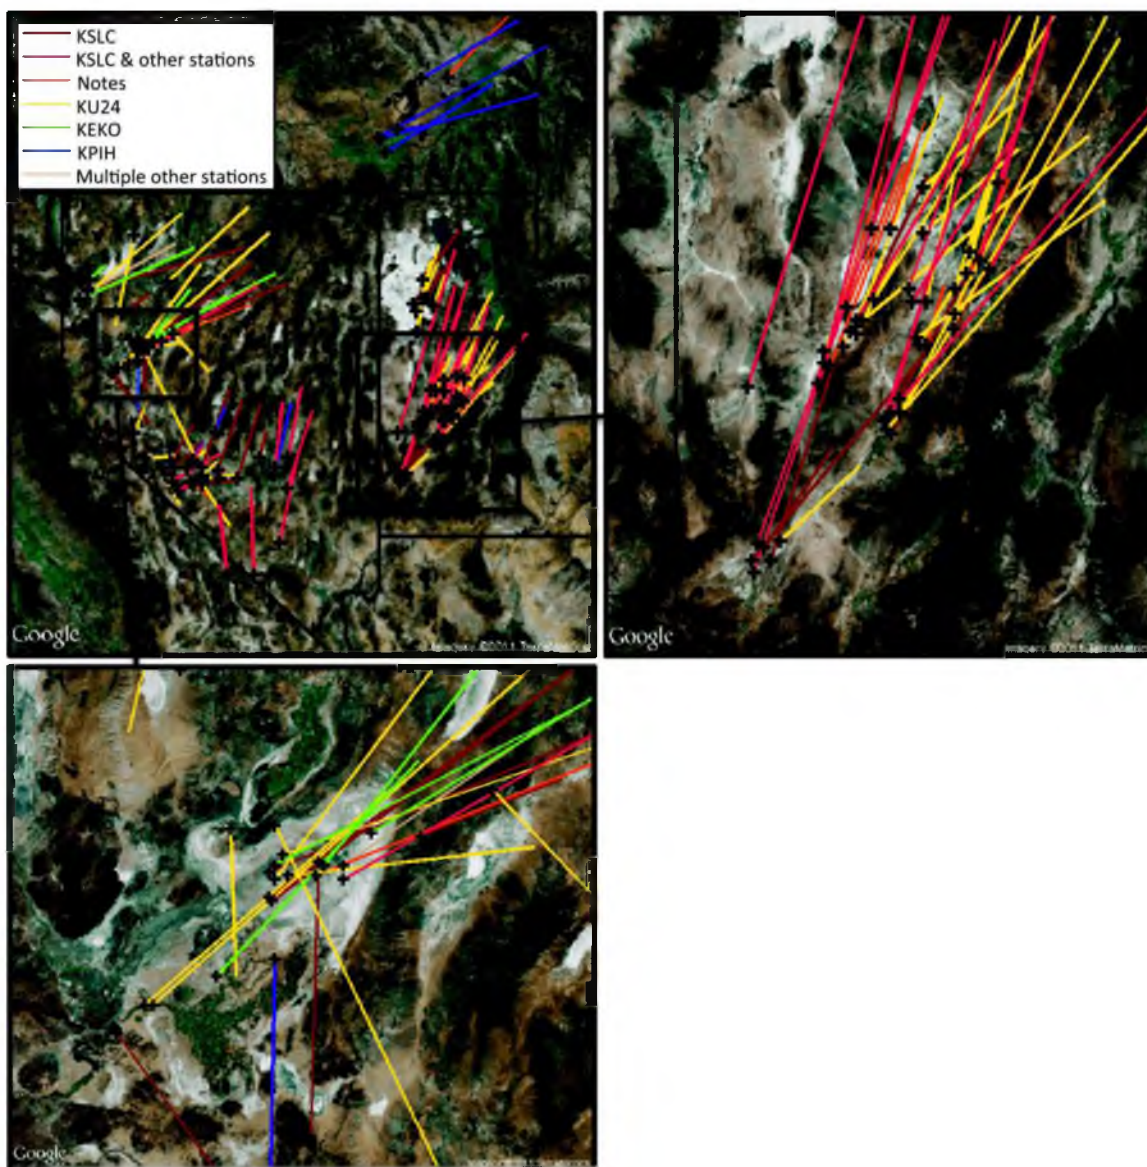 KSLC
KSLC & other stations
Notes
KU24
KEKO
KPIH
Multiple other stations
Google
Google
Google